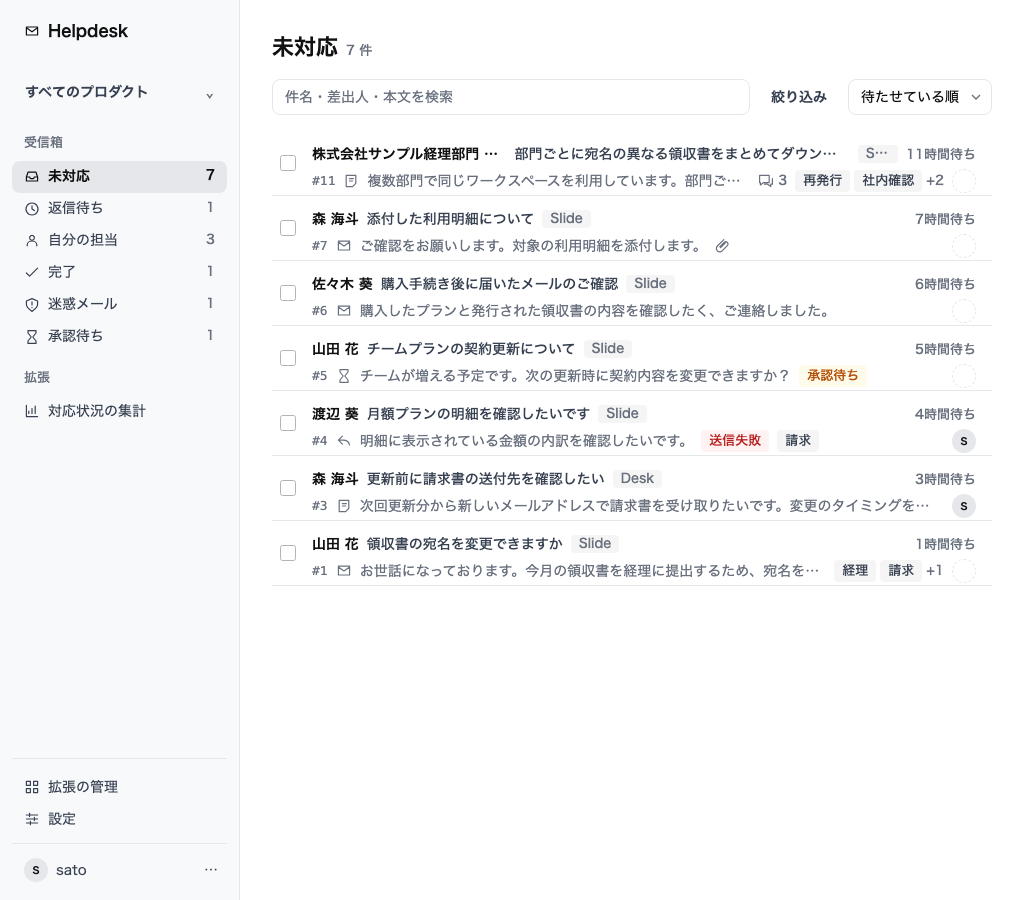 Helpdesk
すべてのプロダクト
受信箱
未対応 7
返信待ち 1
自分の担当 3
完了 1
迷惑メール 1
承認待ち 1
拡張
対応状況の集計
拡張の管理
設定
S sato ···
未対応 7 件
件名・差出人・本文を検索 絞り込み 待たせている順
株式会社サンプル経理部門 … 部門ごとに宛名の異なる領収書をまとめてダウン… S… 11時間待ち
#11 複数部門で同じワークスペースを利用しています。部門ご… 3 再発行 社内確認 +2
森 海斗 添付した利用明細について Slide 7時間待ち
#7 ご確認をお願いします。対象の利用明細を添付します。
佐々木 葵 購入手続き後に届いたメールのご確認 Slide 6時間待ち
#6 購入したプランと発行された領収書の内容を確認したく、ご連絡しました。
山田 花 チームプランの契約更新について Slide 5時間待ち
#5 チームが増える予定です。次の更新時に契約内容を変更できますか？ 承認待ち
渡辺 葵 月額プランの明細を確認したいです Slide 4時間待ち
#4 明細に表示されている金額の内訳を確認したいです。 送信失敗 請求 S
森 海斗 更新前に請求書の送付先を確認したい Desk 3時間待ち
#3 次回更新分から新しいメールアドレスで請求書を受け取りたいです。変更のタイミングを… S
山田 花 領収書の宛名を変更できますか Slide 1時間待ち
#1 お世話になっております。今月の領収書を経理に提出するため、宛名を… 経理 請求 +1